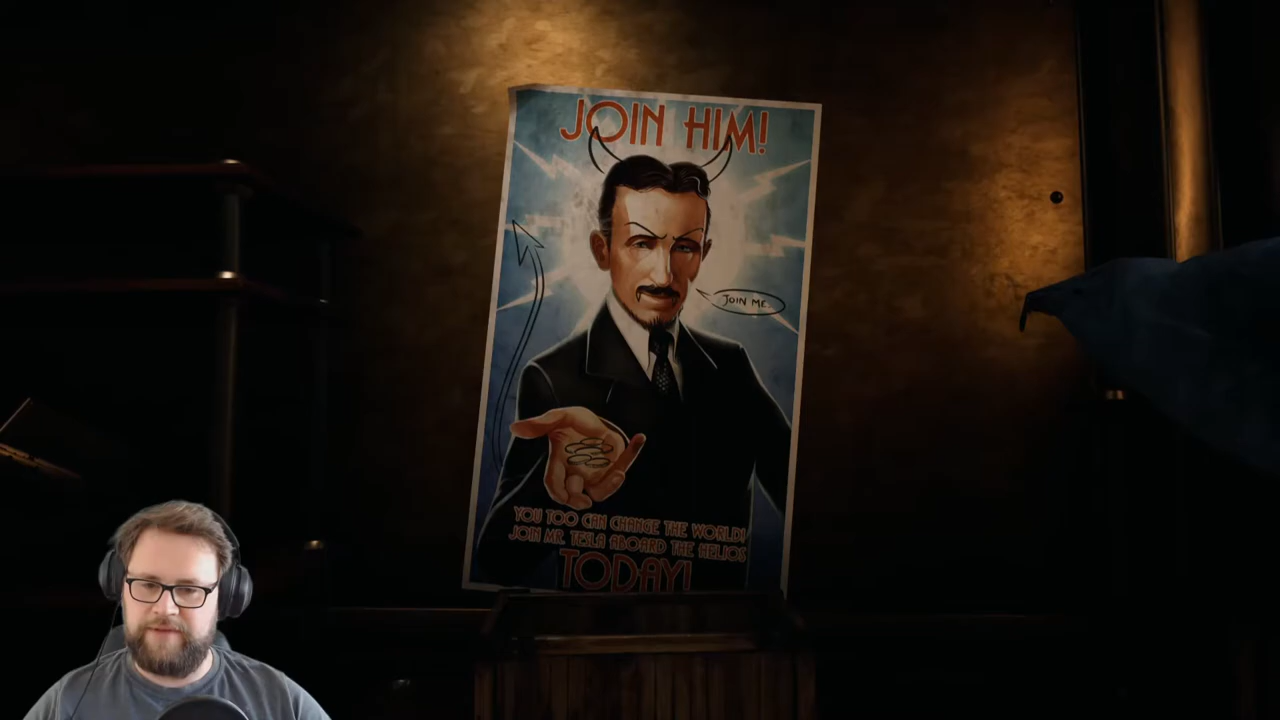 JOIN HIM!
JOIN ME.
YOU TOO CAN CHANGE THE WORLD!
JOIN MR. TESLA ABOARD THE HELIOS
TODAY!